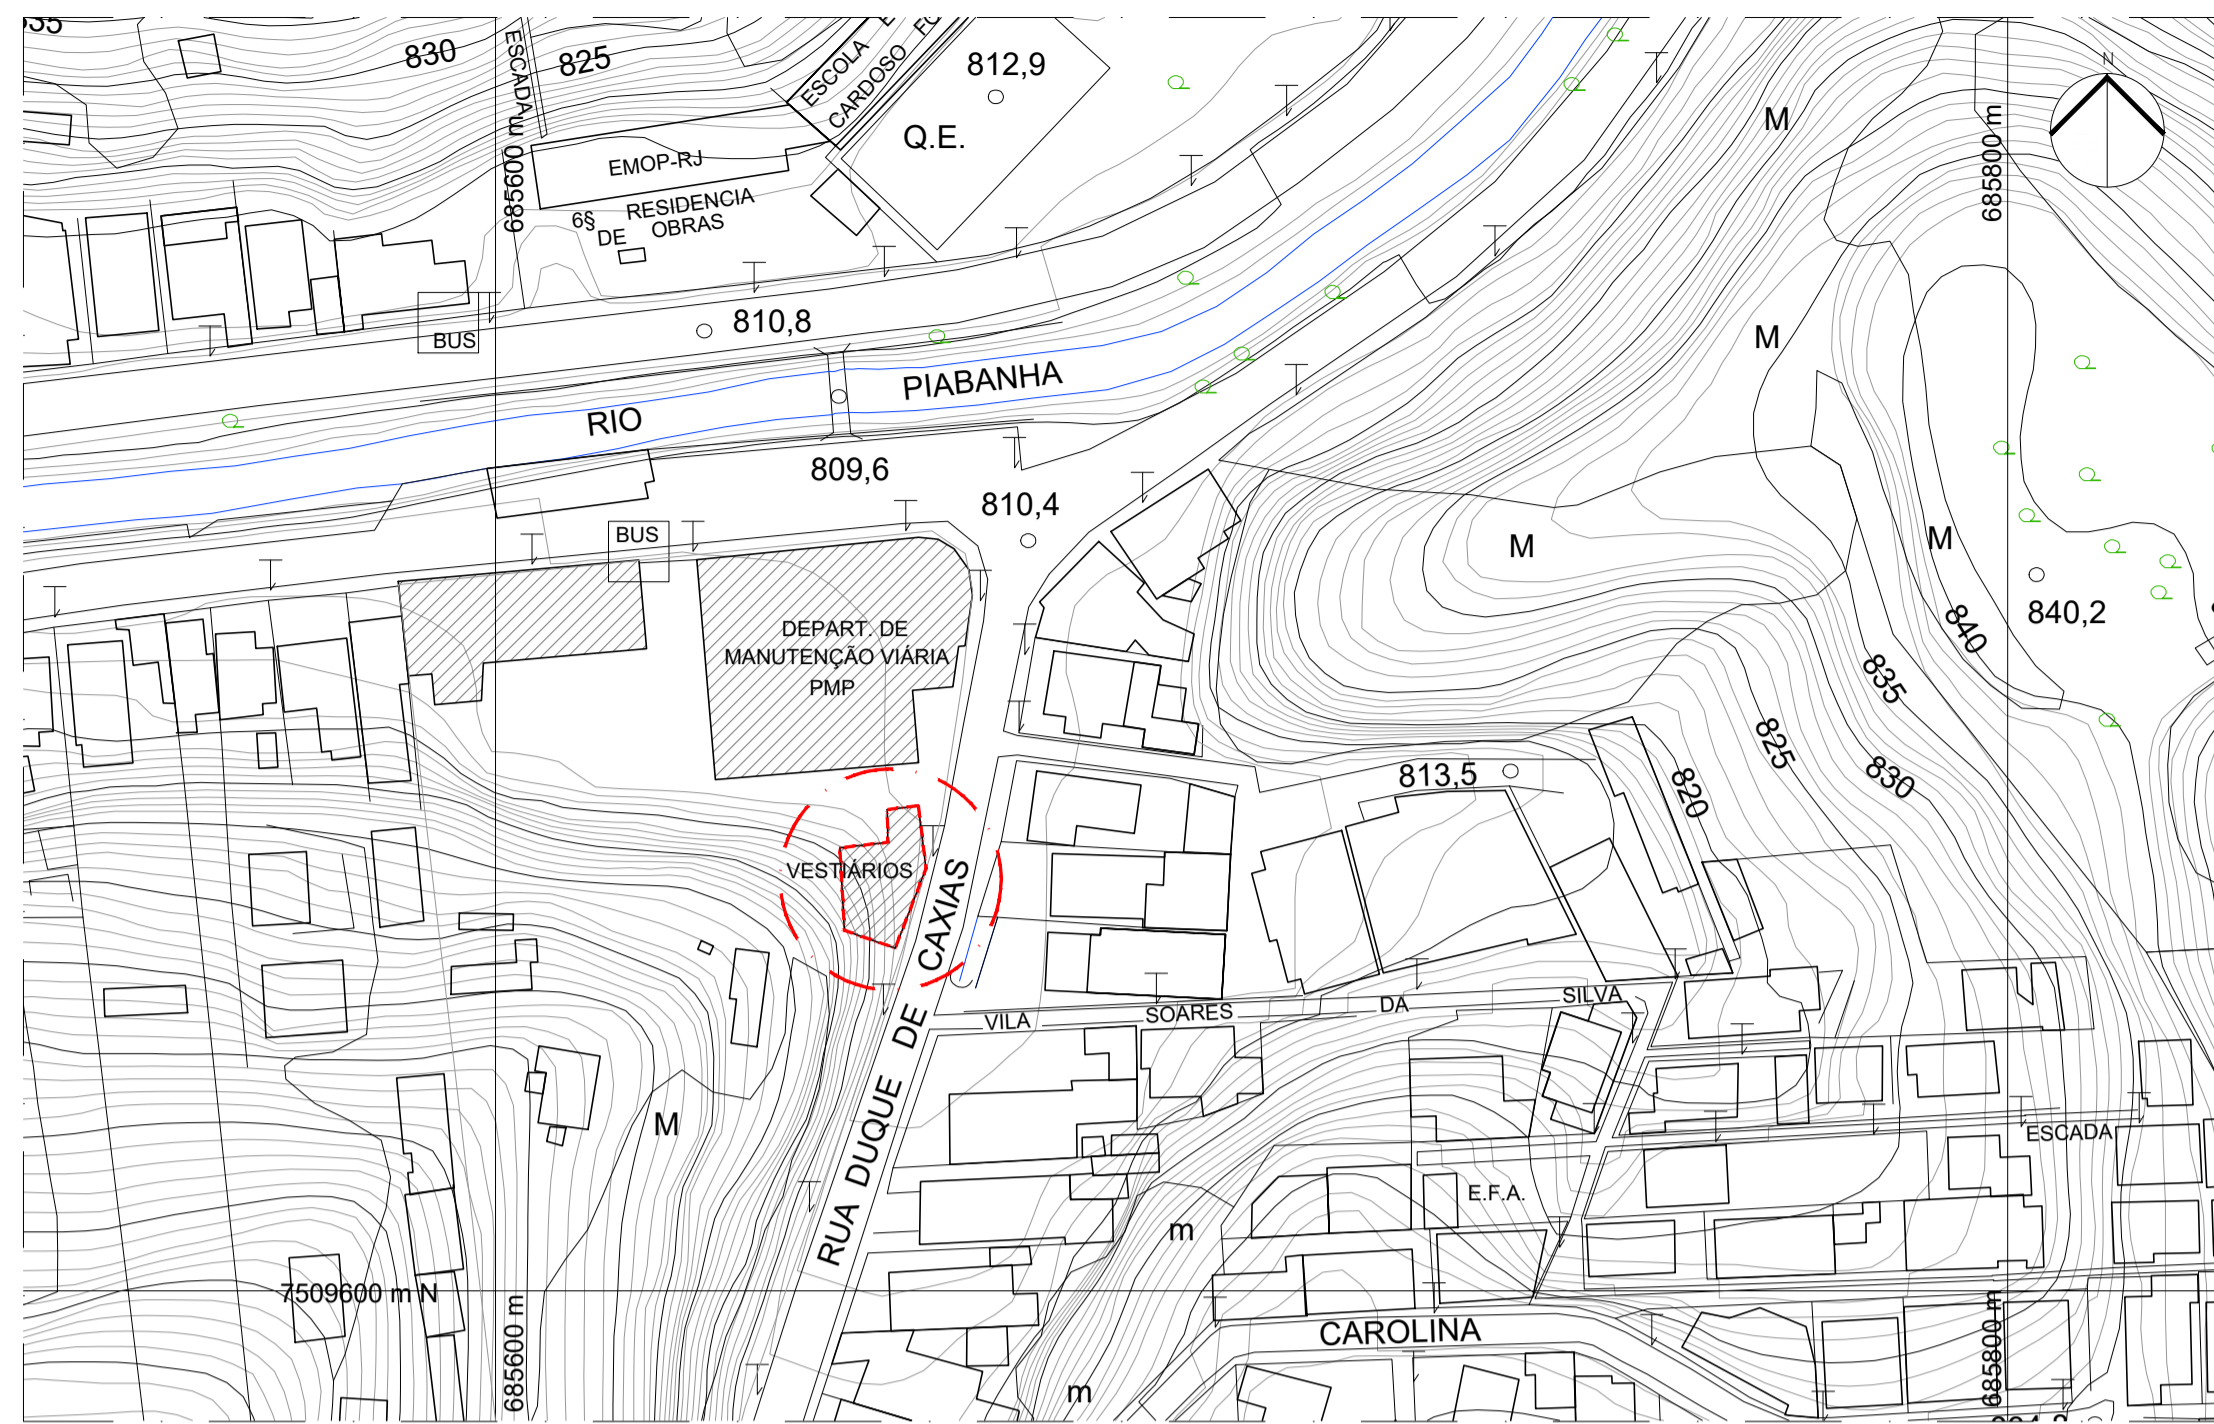 830
825
ESCADA
ESCOLA
CARDOSO
812,9
Q.E.
M
N
685600 m
685800 m
EMOP-RJ
6§
RESIDENCIA
DE OBRAS
810,8
BUS
PIABANHA
RIO
M
809,6
810,4
BUS
M
M
840,2
840
DEPART. DE
MANUTENÇÃO VIÁRIA
PMP
835
825
830
820
813,5
VESTIÁRIOS
RUA DUQUE DE CAXIAS
VILA SOARES DA SILVA
M
ESCADA
E.F.A.
m
7509600 m N
685600 m
685800 m
CAROLINA
m